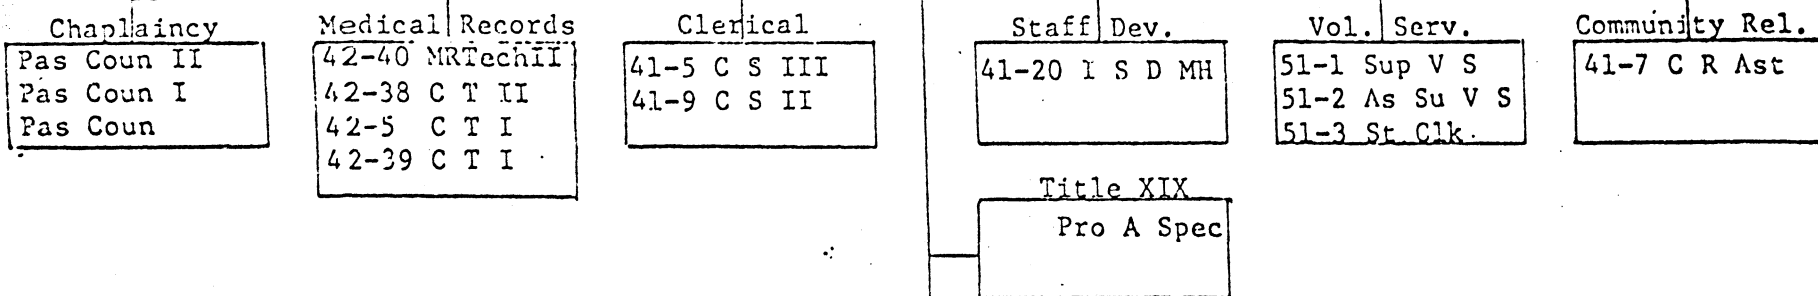 Chaplaincy
Pas Coun II
Pas Coun I
Pas Coun
Medical Records
42-40 MRTechII
42-38 C T II
42-5 C T I
42-39 C T I
Clerical
41-5 C S III
41-9 C S II
Staff Dev.
41-20 I S D MH
Title XIX
Pro A Spec
Vol. Serv.
51-1 Sup V S
51-2 As Su V S
51-3 St Clk
Community Rel.
41-7 C R Ast